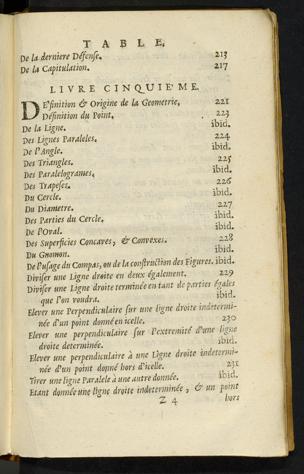 TABLE.
De la derniere Défense. 213
De la Capitulation. 217
LIVRE CINQUIE'ME.
DEfinition & Origine de la Geometrie, 221
Définition du Point. 223
De la Ligne. ibid.
Des Lignes Paraleles. 224
De l'Angle. ibid.
Des Triangles. 225
Des Paralelogrames. ibid.
Des Trapeses. 226
Du Cercle. ibid.
Du Diametre. 227
Des Parties du Cercle. ibid.
De l'Oval. ibid.
Des Superficies Concaves, & Convexes. 228
Du Gnomon. ibid.
De l'usage du Compas, ou de la construction des Figures. ibid.
Diviser une Ligne droite en deux également. 229
Diviser une Ligne droite terminée en tant de parties égales
que l'on voudra. ibid.
Elever une Perpendiculaire sur une ligne droite indetermi-
née d'un point donné en icelle. 230
Elever une perpendiculaire sur l'extremité d'une ligne
droite determinée. ibid.
Elever une perpendiculaire à une Ligne droite indetermi-
née d'un point donné hors d'icelle. 231
Tirer une ligne Paralele à une autre donnée. ibid.
Etant donnée une ligne droite indeterminée, & un point
Z 4 hors